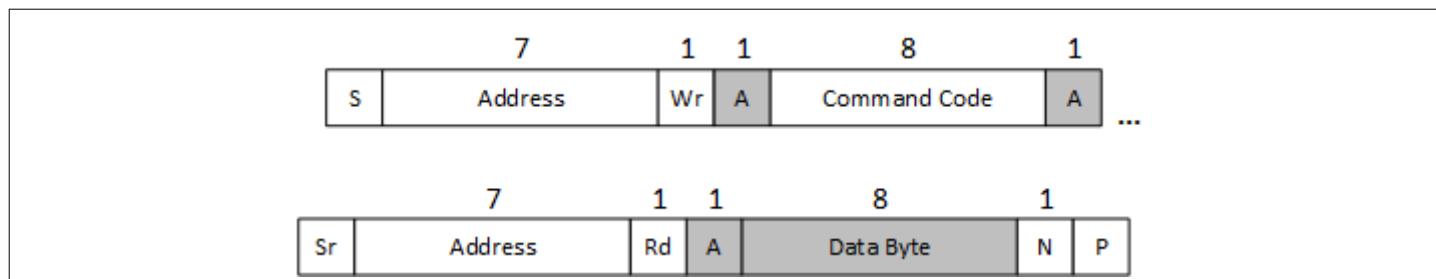 7 1 1 8 1
S Address Wr A Command Code A ...
7 1 1 8 1
Sr Address Rd A Data Byte N P